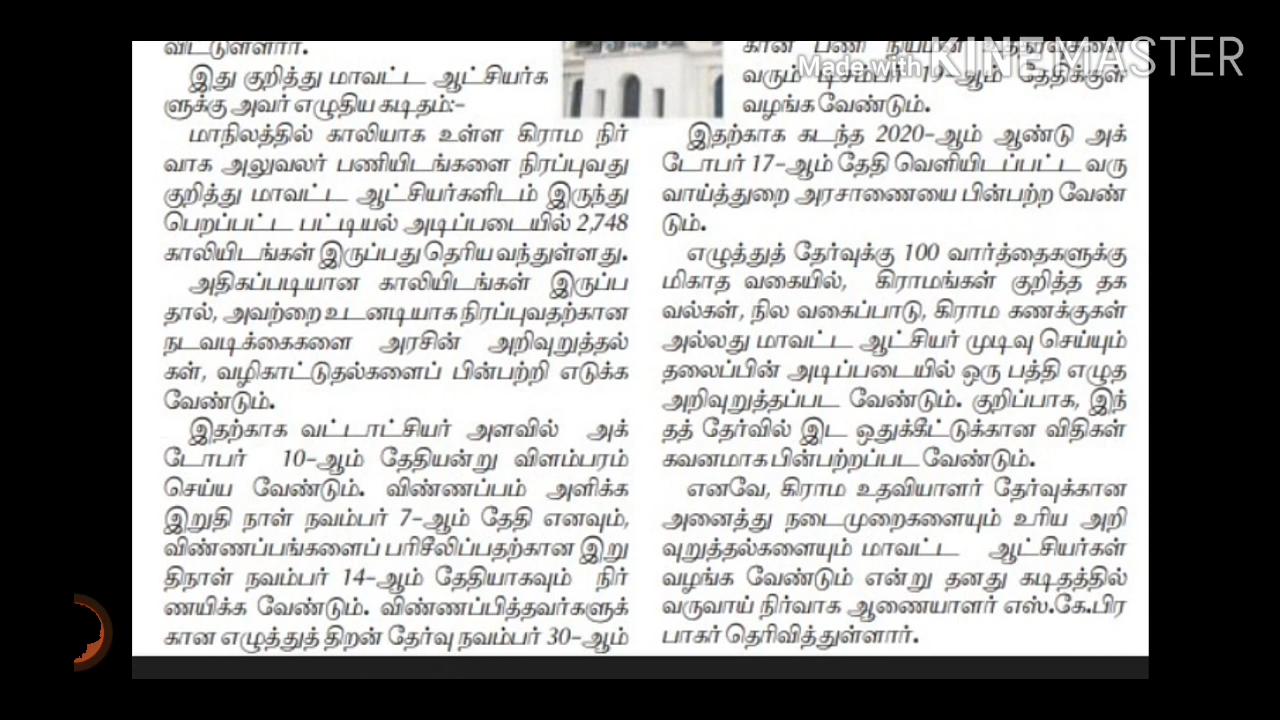 விட்டுள்ளார்.
இது குறித்து மாவட்ட ஆட்சியர்க
ளுக்கு அவர் எழுதிய கடிதம்:-
மாநிலத்தில் காலியாக உள்ள கிராம நிர்
வாக அலுவலர் பணியிடங்களை நிரப்புவது
குறித்து மாவட்ட ஆட்சியர்களிடம் இருந்து
பெறப்பட்ட பட்டியல் அடிப்படையில் 2,748
காலியிடங்கள் இருப்பது தெரிய வந்துள்ளது.
அதிகப்படியான காலியிடங்கள் இருப்ப
தால், அவற்றை உடனடியாக நிரப்புவதற்கான
நடவடிக்கைகளை அரசின் அறிவுறுத்தல்
கள், வழிகாட்டுதல்களைப் பின்பற்றி எடுக்க
வேண்டும்.
இதற்காக வட்டாட்சியர் அளவில் அக்
டோபர் 10-ஆம் தேதியன்று விளம்பரம்
செய்ய வேண்டும். விண்ணப்பம் அளிக்க
இறுதி நாள் நவம்பர் 7-ஆம் தேதி எனவும்,
விண்ணப்பங்களைப் பரிசீலிப்பதற்கான இறு
திநாள் நவம்பர் 14-ஆம் தேதியாகவும் நிர்
ணயிக்க வேண்டும். விண்ணப்பித்தவர்களுக்
கான எழுத்துத் திறன் தேர்வு நவம்பர் 30-ஆம்
கான பணி
வரும் டிசம்பர் 19-ஆம் தேதிக்குள்
வழங்க வேண்டும்.
இதற்காக கடந்த 2020-ஆம் ஆண்டு அக்
டோபர் 17-ஆம் தேதி வெளியிடப்பட்ட வரு
வாய்த்துறை அரசாணையை பின்பற்ற வேண்
டும்.
எழுத்துத் தேர்வுக்கு 100 வார்த்தைகளுக்கு
மிகாத வகையில், கிராமங்கள் குறித்த தக
வல்கள், நில வகைப்பாடு, கிராம கணக்குகள்
அல்லது மாவட்ட ஆட்சியர் முடிவு செய்யும்
தலைப்பின் அடிப்படையில் ஒரு பத்தி எழுத
அறிவுறுத்தப்பட வேண்டும். குறிப்பாக, இந்
தத் தேர்வில் இட ஒதுக்கீட்டுக்கான விதிகள்
கவனமாக பின்பற்றப்பட வேண்டும்.
எனவே, கிராம உதவியாளர் தேர்வுக்கான
அனைத்து நடைமுறைகளையும் உரிய அறி
வுறுத்தல்களையும் மாவட்ட ஆட்சியர்கள்
வழங்க வேண்டும் என்று தனது கடிதத்தில்
வருவாய் நிர்வாக ஆணையாளர் எஸ்.கே.பிர
பாகர் தெரிவித்துள்ளார்.
Made with KINEMASTER